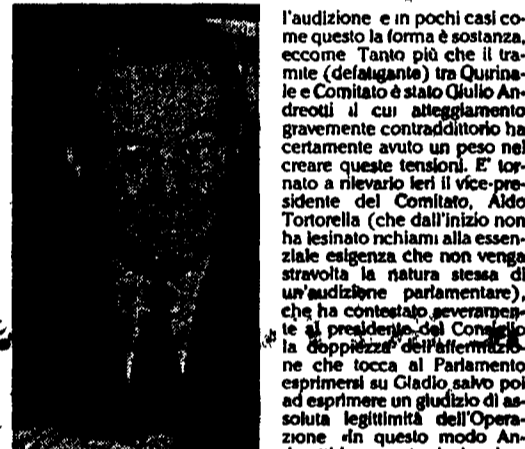 l'audizione e in pochi casi co-
me questo la forma è sostanza,
eccome Tanto più che il tra-
mite (defatigante) tra Quirina-
le e Comitato è stato Giulio An-
dreotti il cui atteggiamento
gravemente contraddittorio ha
certamente avuto un peso nel
creare queste tensioni. E' tor-
nato a rilevarlo ieri il vice-pre-
sidente del Comitato, Aldo
Tortorella (che dall'inizio non
ha lesinato richiami alla essen-
ziale esigenza che non venga
stravolta la natura stessa di
un'audizione parlamentare),
che ha contestato severamen-
te al presidente del Consiglio
la doppiezza dell'affermazio-
ne che tocca al Parlamento
esprimersi su Gladio salvo poi
ad esprimere un giudizio di as-
soluta legittimità dell'Opera-
zione «In questo modo An-